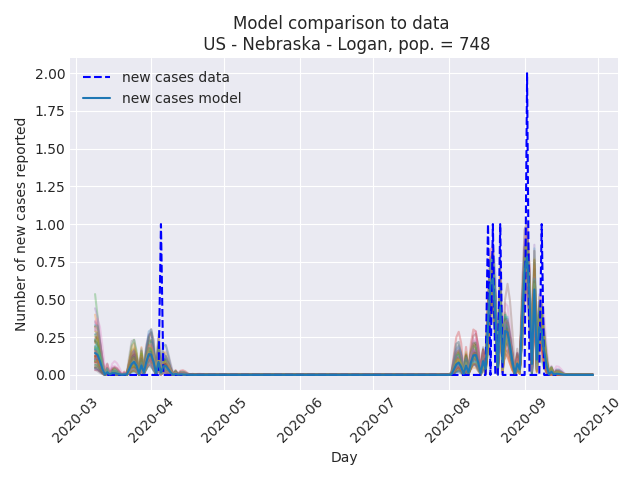 Model comparison to data
US - Nebraska - Logan, pop. = 748
new cases data
new cases model
Number of new cases reported
2.00
1.75
1.50
1.25
1.00
0.75
0.50
0.25
0.00
2020-03
2020-04
2020-05
2020-06
2020-07
2020-08
2020-09
2020-10
Day